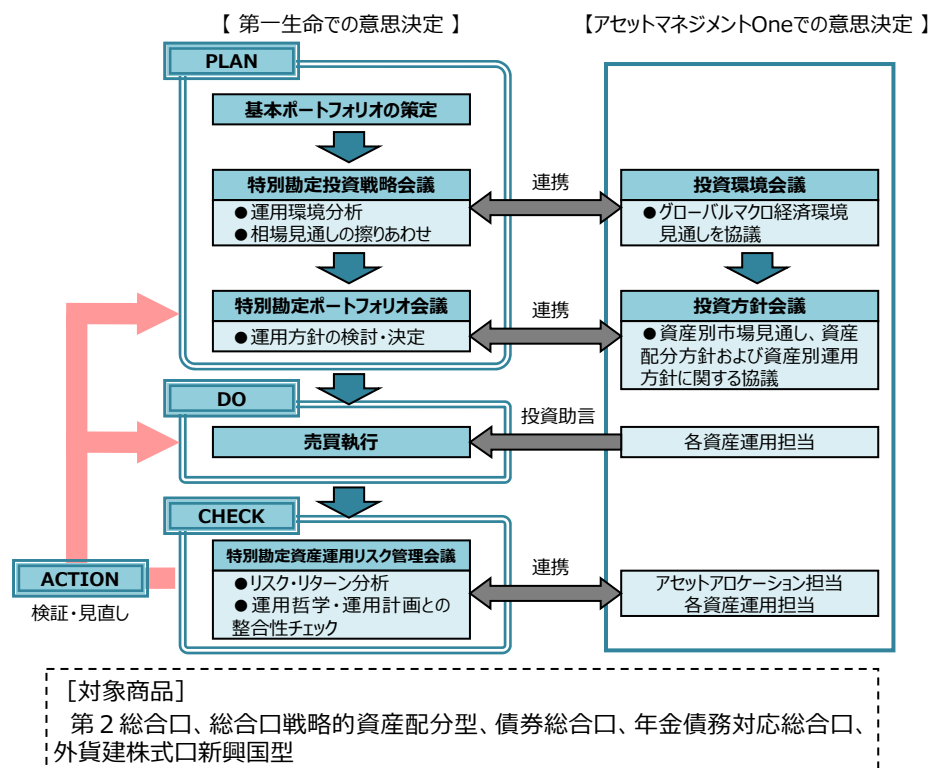 【 第一生命での意思決定 】
【アセットマネジメントOneでの意思決定 】
PLAN
基本ポートフォリオの策定
特別勘定投資戦略会議
●運用環境分析
●相場見通しの擦りあわせ
連携
投資環境会議
●グローバルマクロ経済環境
見通しを協議
特別勘定ポートフォリオ会議
●運用方針の検討・決定
連携
投資方針会議
●資産別市場見通し、資産
配分方針および資産別運用
方針に関する協議
DO
売買執行
投資助言
各資産運用担当
CHECK
特別勘定資産運用リスク管理会議
●リスク・リターン分析
●運用哲学・運用計画との
整合性チェック
連携
アセットアロケーション担当
各資産運用担当
ACTION
検証・見直し
［対象商品］
第２総合口、総合口戦略的資産配分型、債券総合口、年金債務対応総合口、
外貨建株式口新興国型